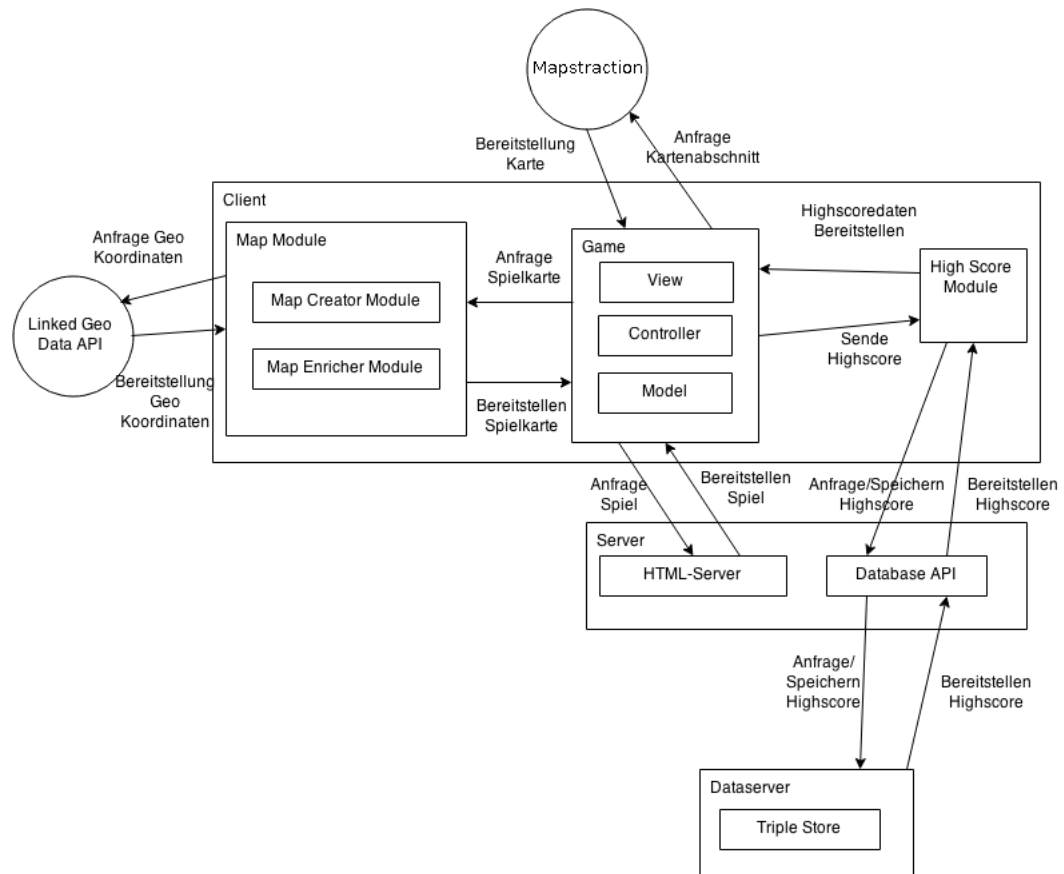 Mapstraction
Bereitstellung
Karte
Anfrage
Kartenabschnitt
Client
Map Module
Anfrage Geo
Koordinaten
Linked Geo
Data API
Bereitstellung
Geo
Koordinaten
Map Creator Module
Map Enricher Module
Anfrage
Spielkarte
Bereitstellen
Spielkarte
Game
View
Controller
Model
Highscoredaten
Bereitstellen
High Score
Module
Sende
Highscore
Anfrage
Spiel
Bereitstellen
Spiel
Anfrage/Speichern
Highscore
Bereitstellen
Highscore
Server
HTML-Server
Database API
Anfrage/
Speichern
Highscore
Bereitstellen
Highscore
Dataserver
Triple Store